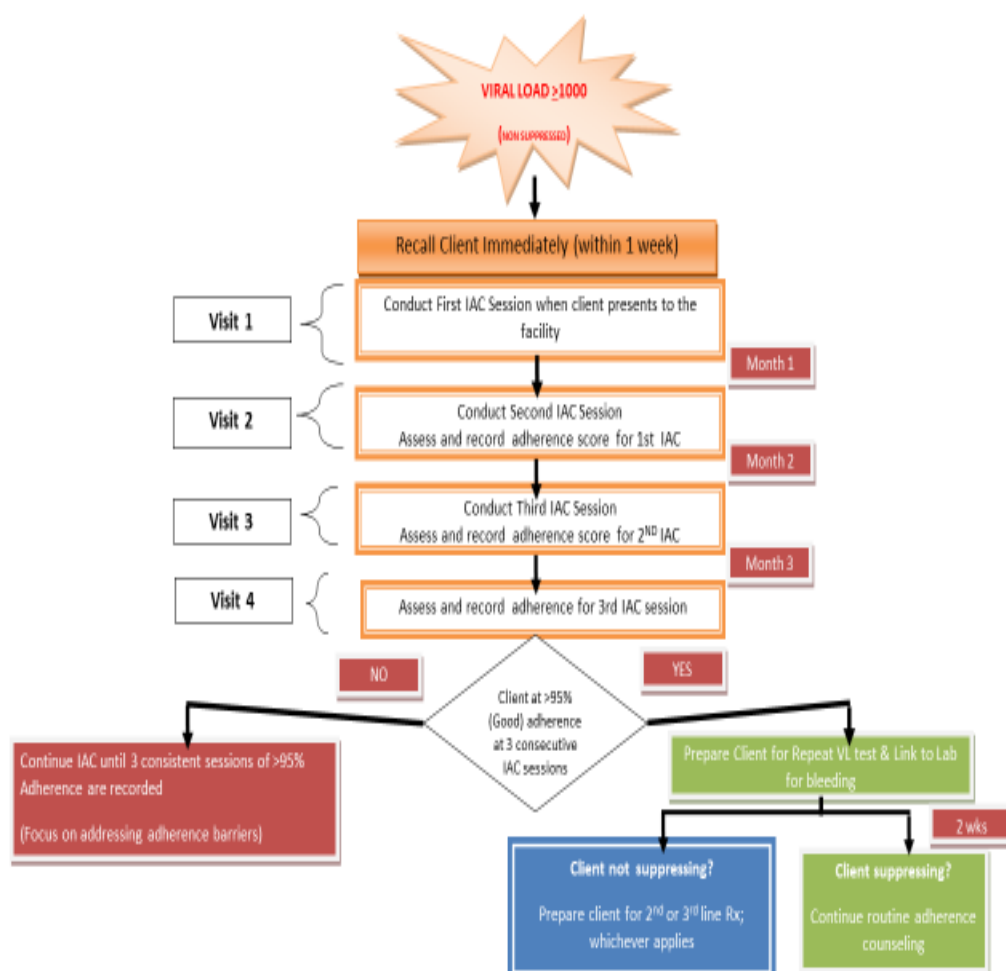 VIRAL LOAD ≥1000
(NON SUPPRESSED)
Recall Client Immediately (within 1 week)
Visit 1
Conduct First IAC Session when client presents to the
facility
Month 1
Visit 2
Conduct Second IAC Session
Assess and record adherence score for 1st IAC
Month 2
Visit 3
Conduct Third IAC Session
Assess and record adherence score for 2ND IAC
Month 3
Visit 4
Assess and record adherence for 3rd IAC session
NO
YES
Client at >95%
(Good) adherence
at 3 consecutive
IAC sessions
Continue IAC until 3 consistent sessions of >95%
Adherence are recorded
(Focus on addressing adherence barriers)
Prepare Client for Repeat VL test & Link to Lab
for bleeding
2 wks
Client not suppressing?
Prepare client for 2nd or 3rd line Rx;
whichever applies
Client suppressing?
Continue routine adherence
counseling